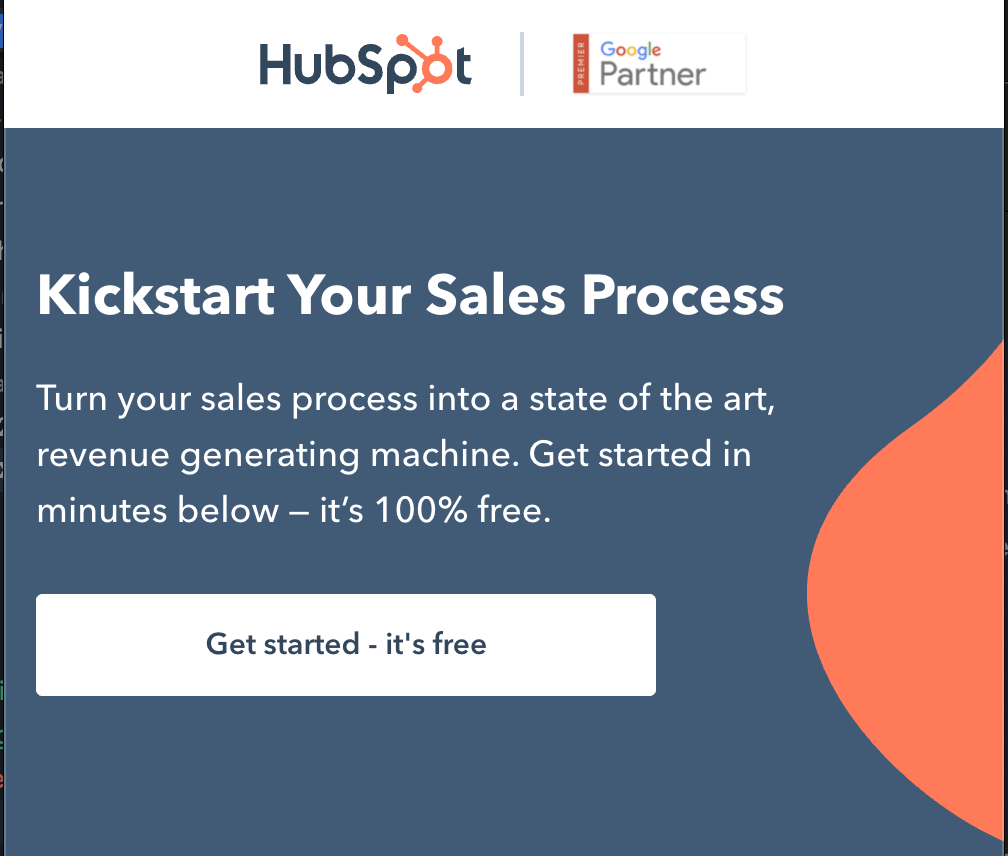 HubSpot
PREMIER
Google
Partner
Kickstart Your Sales Process
Turn your sales process into a state of the art,
revenue generating machine. Get started in
minutes below – it’s 100% free.
Get started - it's free